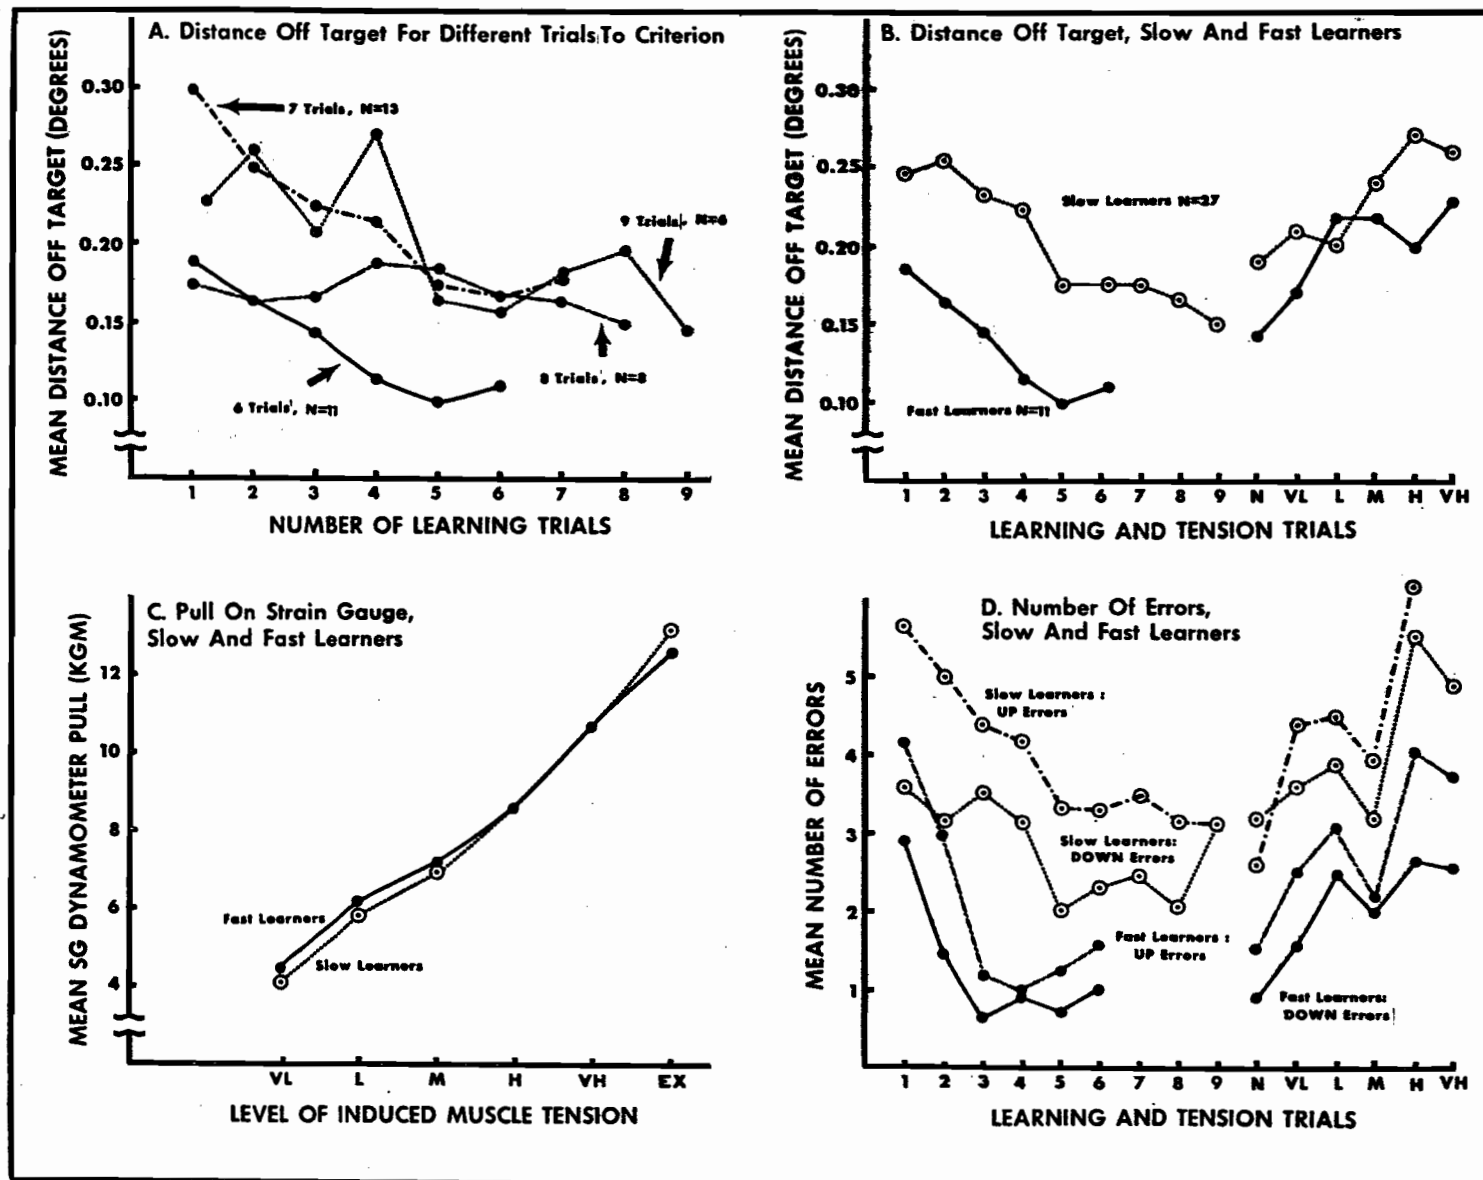 A. Distance Off Target For Different Trials To Criterion
MEAN DISTANCE OFF TARGET (DEGREES)
0.30
0.25
0.20
0.15
0.10
7 Trials, N=13
9 Trials, N=6
8 Trials, N=8
6 Trials, N=11
1 2 3 4 5 6 7 8 9
NUMBER OF LEARNING TRIALS
B. Distance Off Target, Slow And Fast Learners
MEAN DISTANCE OFF TARGET (DEGREES)
0.30
0.25
0.20
0.15
0.10
Slow Learners N=27
Fast Learners N=11
1 2 3 4 5 6 7 8 9 N VL L M H VH
LEARNING AND TENSION TRIALS
C. Pull On Strain Gauge,
Slow And Fast Learners
MEAN SG DYNAMOMETER PULL (KGM)
12
10
8
6
4
Fast Learners
Slow Learners
VL L M H VH EX
LEVEL OF INDUCED MUSCLE TENSION
D. Number Of Errors,
Slow And Fast Learners
MEAN NUMBER OF ERRORS
5
4
3
2
1
Slow Learners :
UP Errors
Slow Learners:
DOWN Errors
Fast Learners :
UP Errors
Fast Learners:
DOWN Errors
1 2 3 4 5 6 7 8 9 N VL L M H VH
LEARNING AND TENSION TRIALS